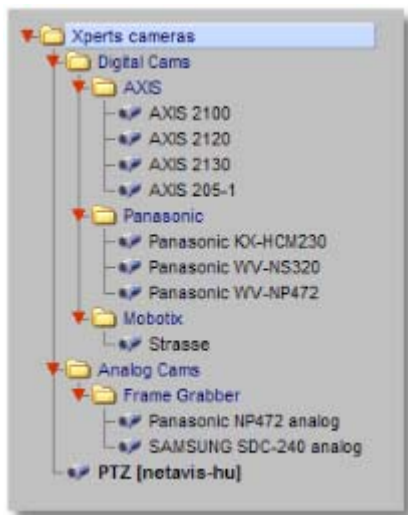 Xperts cameras
Digital Cams
AXIS
AXIS 2100
AXIS 2120
AXIS 2130
AXIS 205-1
Panasonic
Panasonic KX-HCM230
Panasonic WV-NS320
Panasonic WV-NP472
Mobotix
Strasse
Analog Cams
Frame Grabber
Panasonic NP472 analog
SAMSUNG SDC-240 analog
PTZ [netavis-hu]